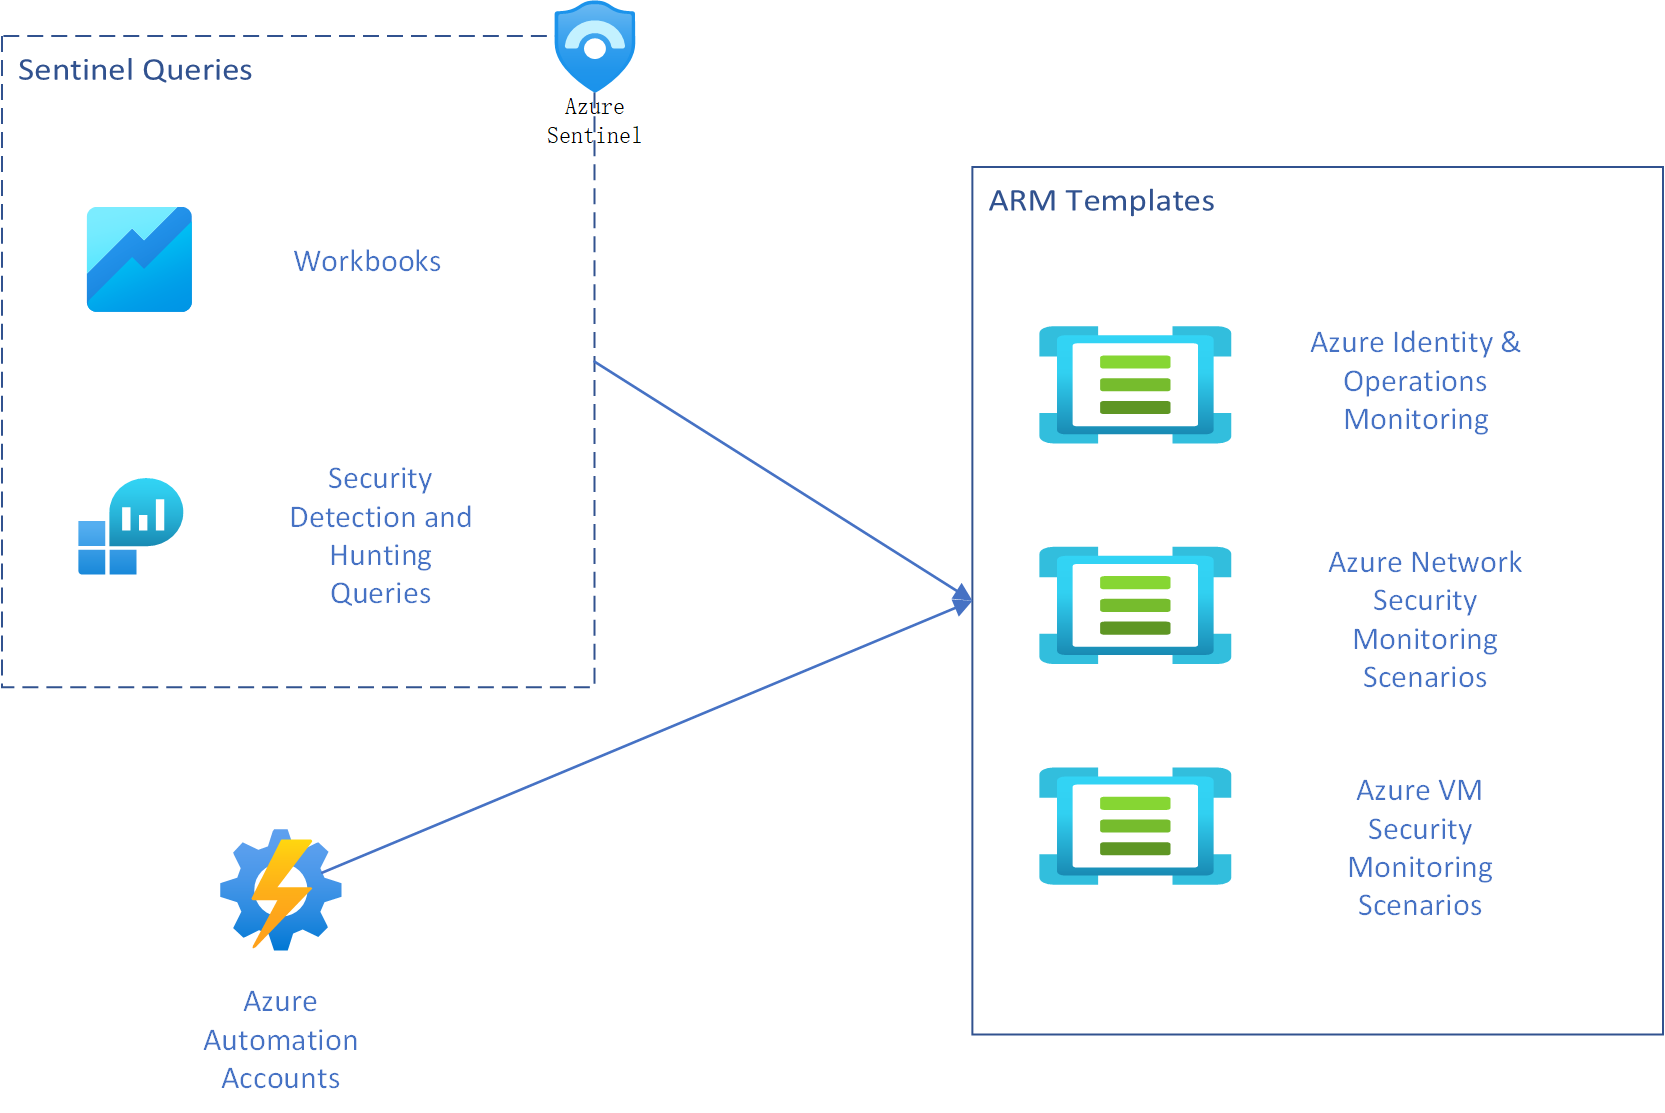 Sentinel Queries
Azure
Sentinel
Workbooks
Security
Detection and
Hunting
Queries
Azure
Automation
Accounts
ARM Templates
Azure Identity &
Operations
Monitoring
Azure Network
Security
Monitoring
Scenarios
Azure VM
Security
Monitoring
Scenarios